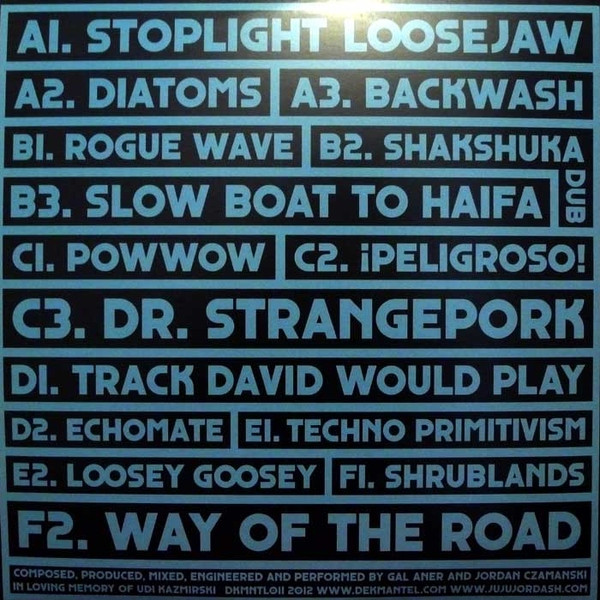 A1. STOPLIGHT LOOSEJAW
A2. DIATOMS A3. BACKWASH
B1. ROGUE WAVE B2. SHAKSHUKA DUB
B3. SLOW BOAT TO HAIFA
C1. POWWOW C2. ¡PELIGROSO!
C3. DR. STRANGEPORK
D1. TRACK DAVID WOULD PLAY
D2. ECHOMATE E1. TECHNO PRIMITIVISM
E2. LOOSEY GOOSEY F1. SHRUBLANDS
F2. WAY OF THE ROAD
COMPOSED, PRODUCED, MIXED, ENGINEERED AND PERFORMED BY GAL ANER AND JORDAN CZAMANSKI
IN LOVING MEMORY OF UDI KAZMIRSKI DKMNTL011 2012 WWW.DEKMANTEL.COM WWW.JUJUJORDASH.COM